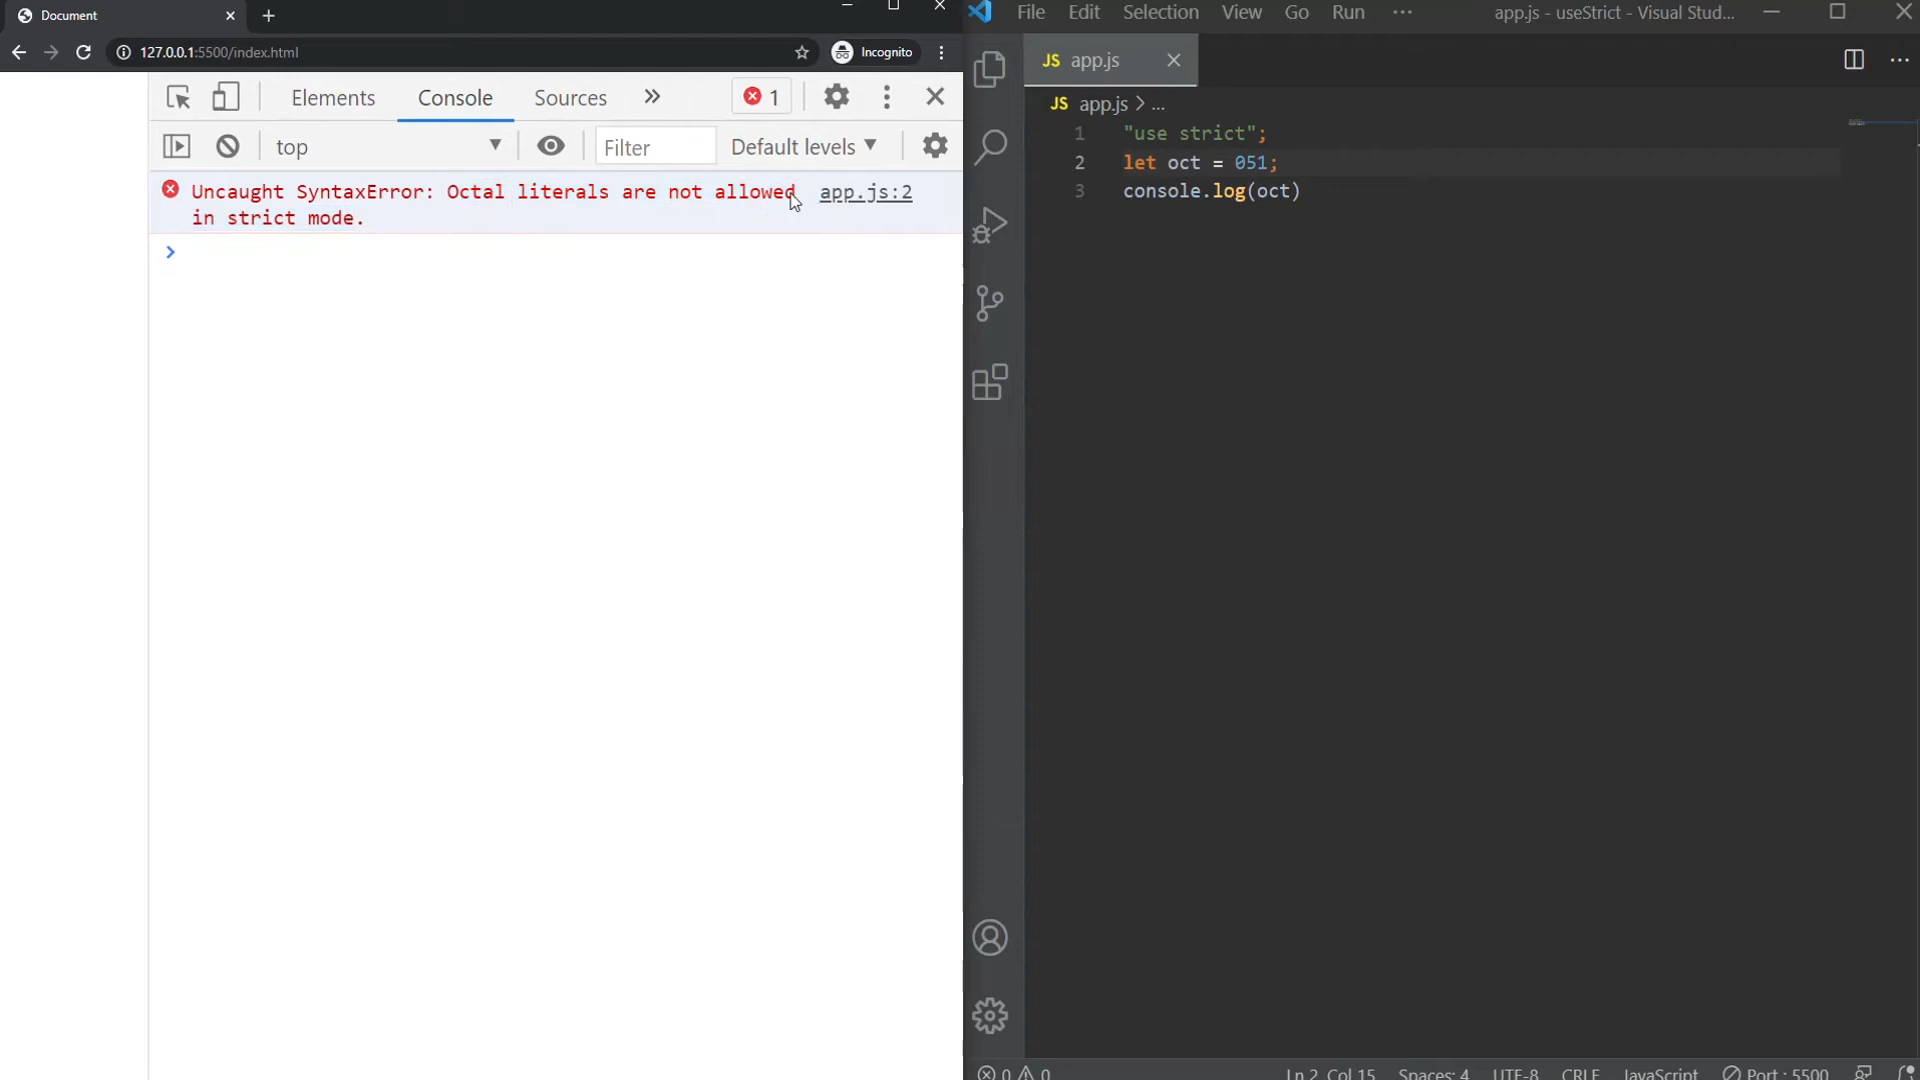 Document
127.0.0.1:5500/index.html
Incognito
Elements
Console
Sources
1
top
Filter
Default levels
Uncaught SyntaxError: Octal literals are not allowed
in strict mode.
app.js:2
File
Edit
Selection
View
Go
Run
app.js - useStrict - Visual Stud...
JS app.js
JS app.js > ...
1 "use strict";
2 let oct = 051;
3 console.log(oct)
0 0
Ln 2, Col 15
Spaces: 4
UTF-8
CRLF
JavaScript
Port : 5500